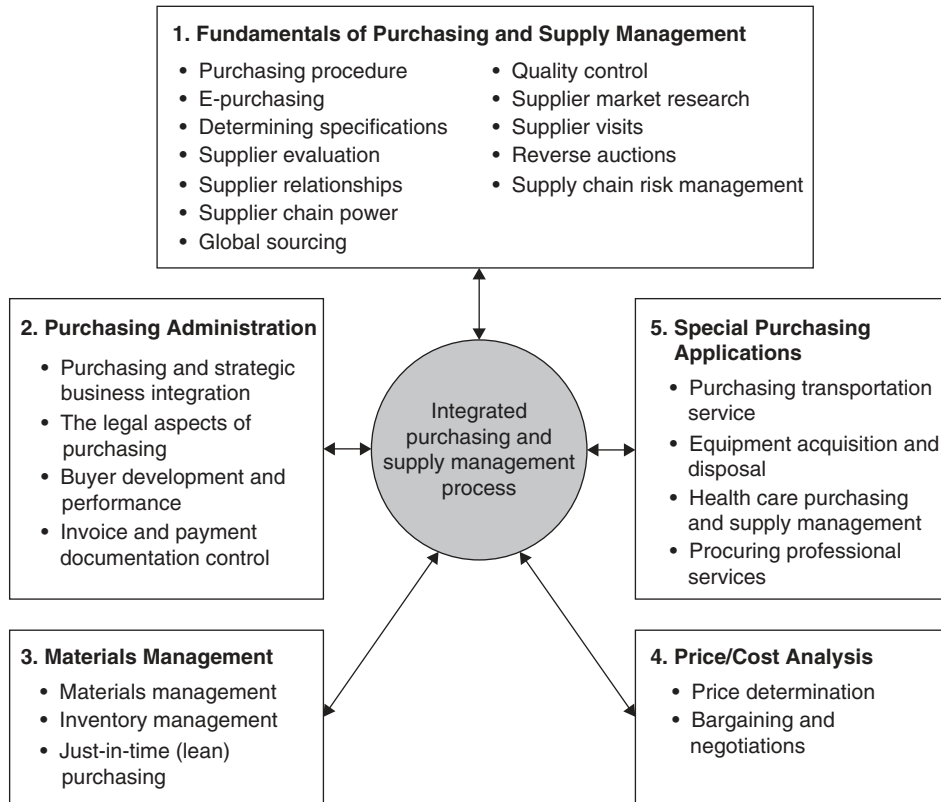 1. Fundamentals of Purchasing and Supply Management
• Purchasing procedure
• E-purchasing
• Determining specifications
• Supplier evaluation
• Supplier relationships
• Supplier chain power
• Global sourcing
• Quality control
• Supplier market research
• Supplier visits
• Reverse auctions
• Supply chain risk management
2. Purchasing Administration
• Purchasing and strategic
business integration
• The legal aspects of
purchasing
• Buyer development and
performance
• Invoice and payment
documentation control
Integrated
purchasing and
supply management
process
5. Special Purchasing
Applications
• Purchasing transportation
service
• Equipment acquisition and
disposal
• Health care purchasing
and supply management
• Procuring professional
services
3. Materials Management
• Materials management
• Inventory management
• Just-in-time (lean)
purchasing
4. Price/Cost Analysis
• Price determination
• Bargaining and
negotiations